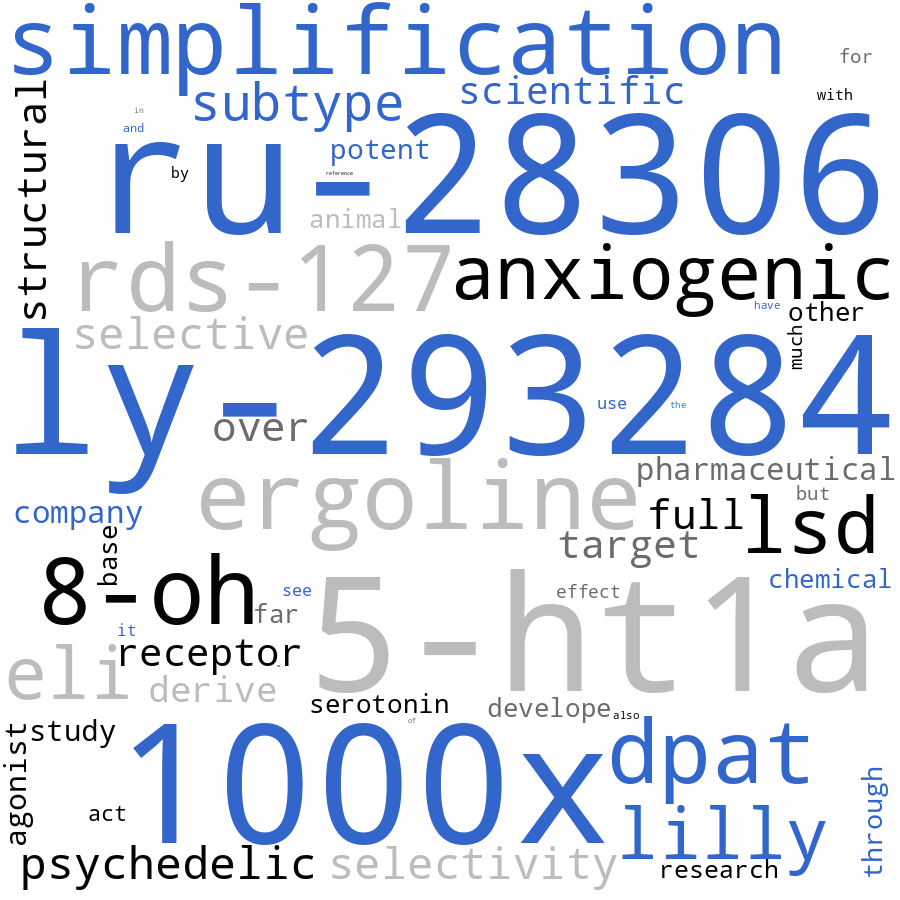 simplification
for
structural
subtype
scientific
with
in
and
ru-28306
potent
by
reference
animal
rds-127
anxiogenic
selective
have
other
much
ly-293284
use
the
over
ergoline
pharmaceutical
but
company
full
lsd
base
target
8-oh
see
effect
chemical
far
5-ht1a
it
receptor
eli
derive
serotonin
develope
also
of
agonist
study
1000x
dpat
through
act
lilly
psychedelic
selectivity
research